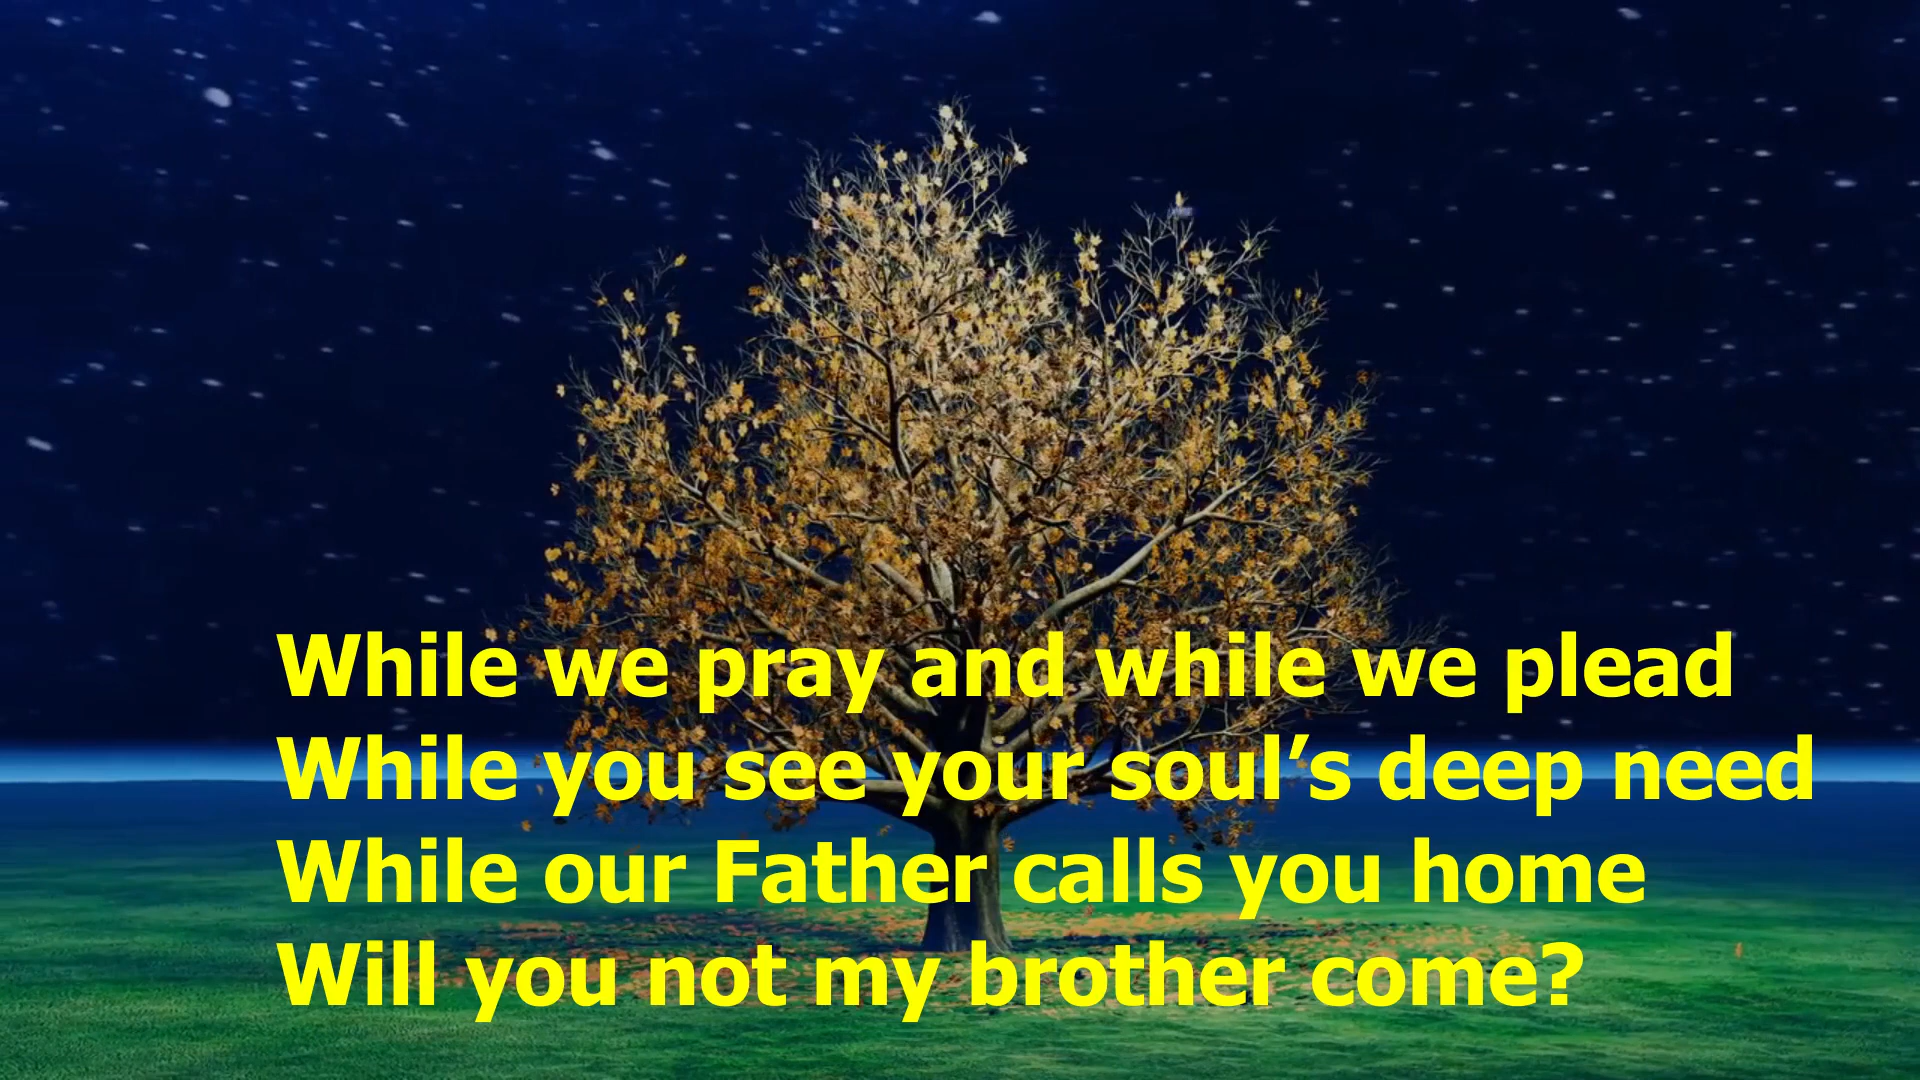 While we pray and while we plead
While you see your soul’s deep need
While our Father calls you home
Will you not my brother come?